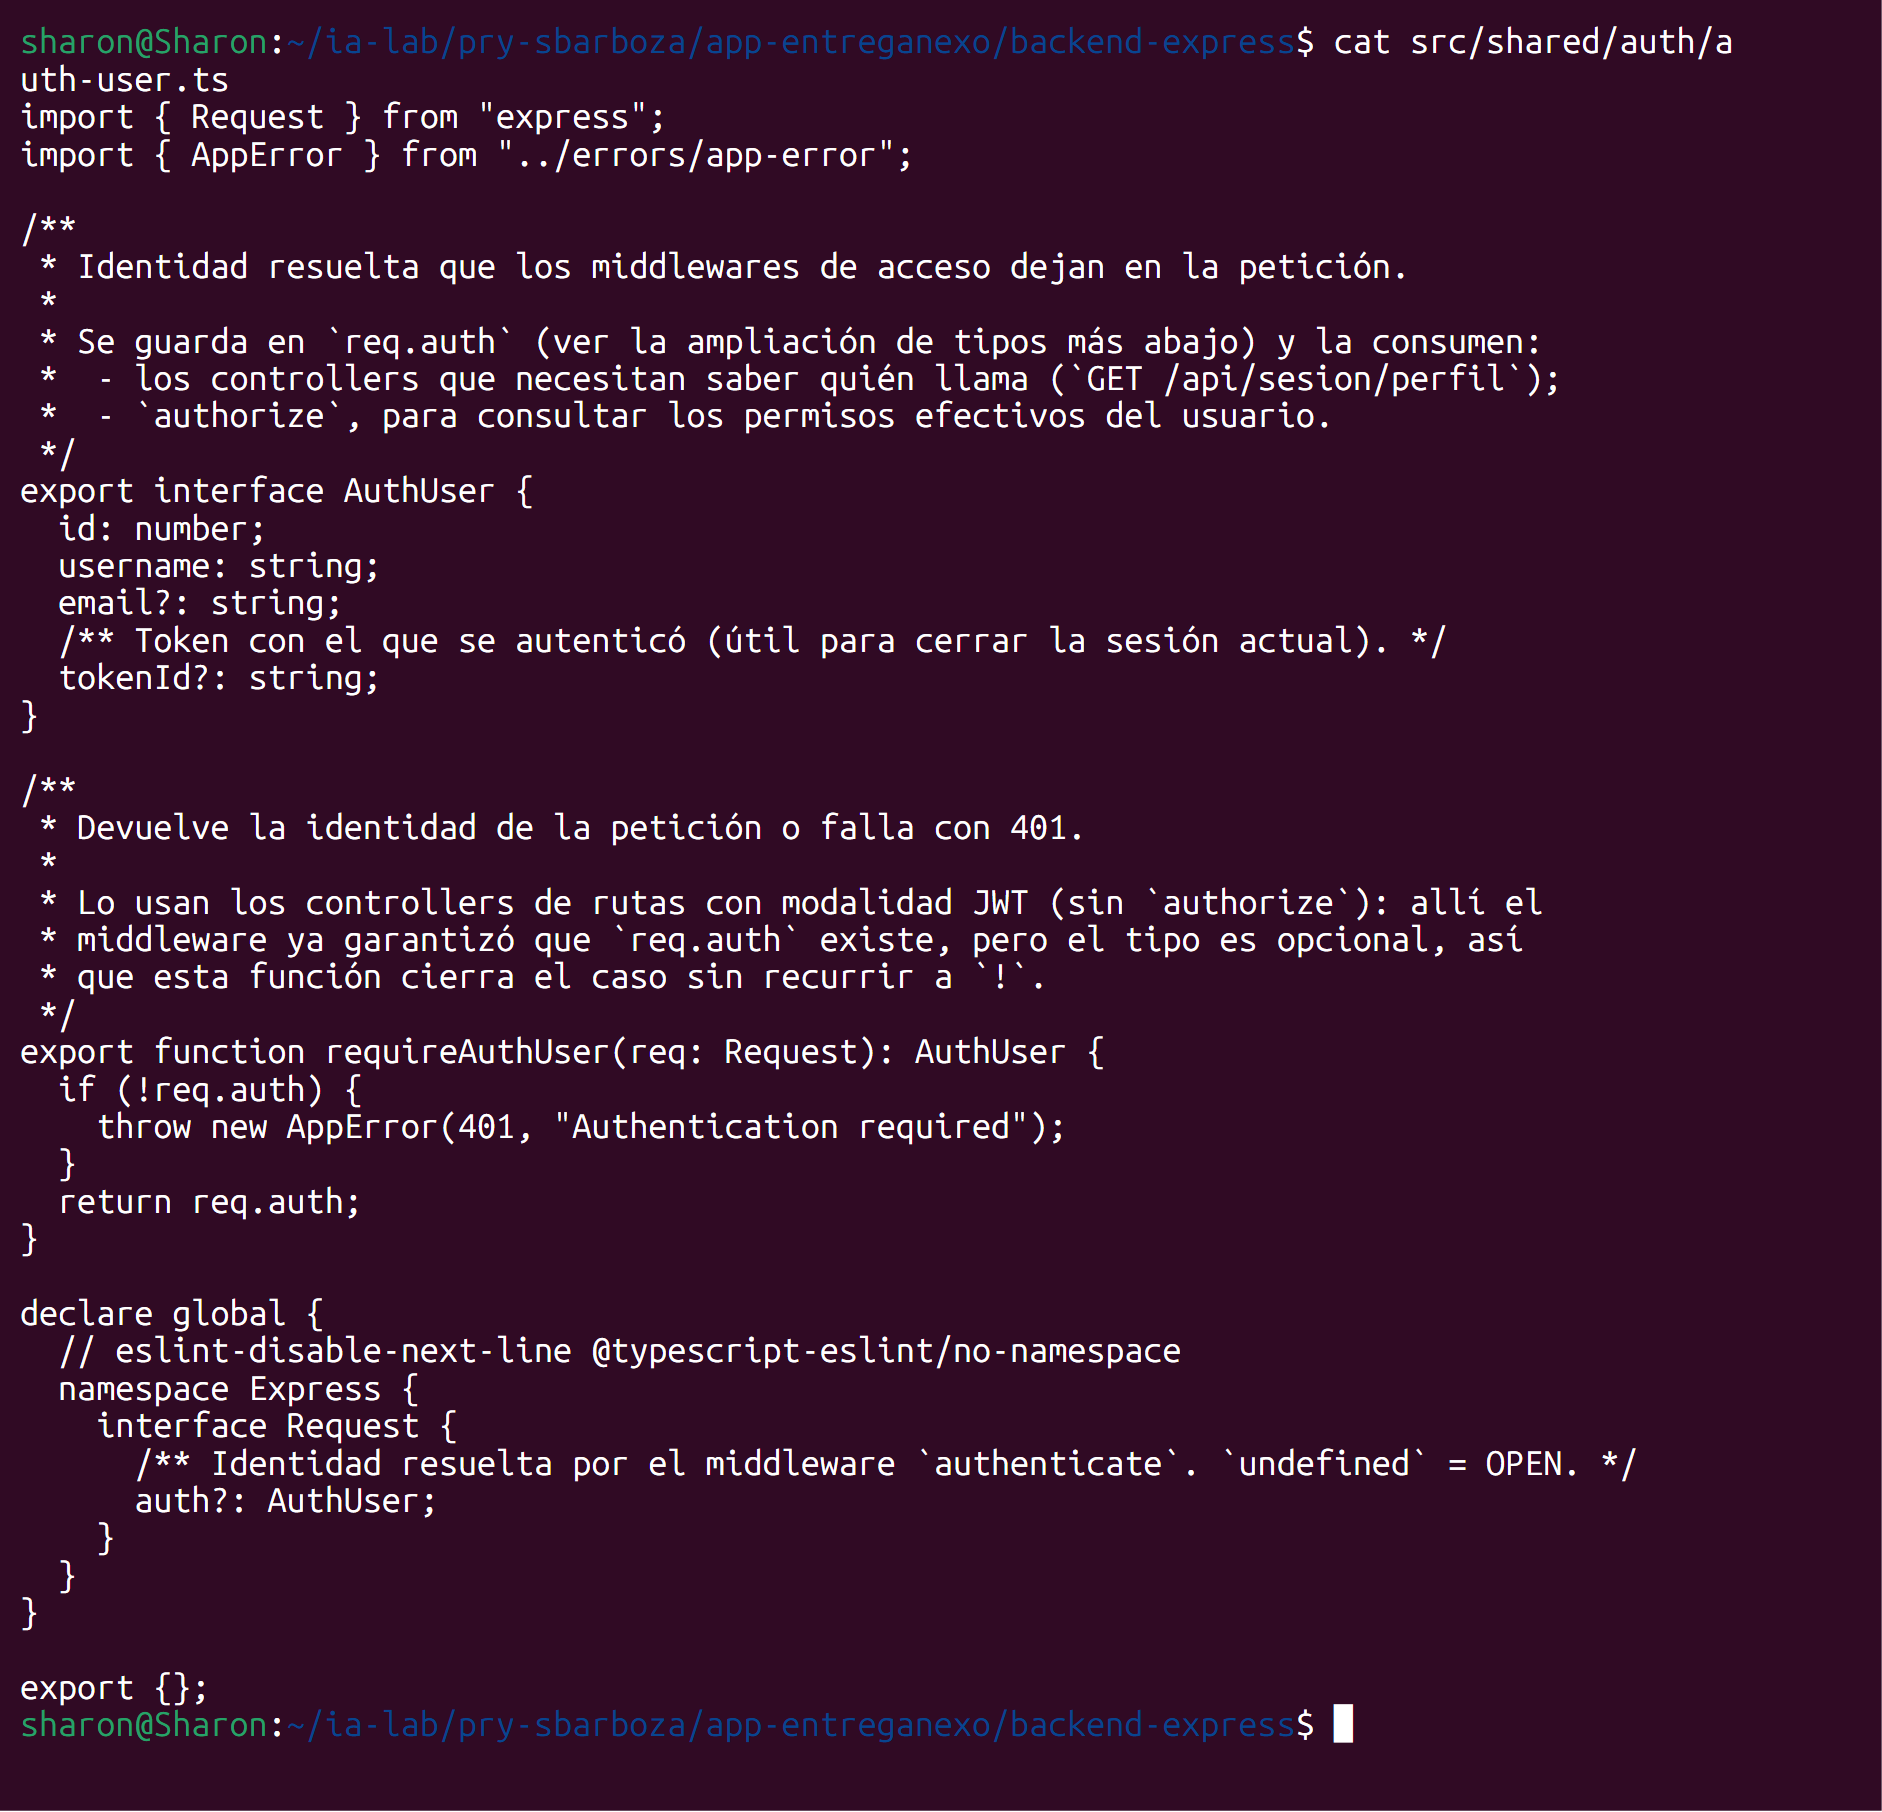 sharon@Sharon:~/ia-lab/pry-sbarboza/app-entreganexo/backend-express$ cat src/shared/auth/a
uth-user.ts
import { Request } from "express";
import { AppError } from "../errors/app-error";

/**
 * Identidad resuelta que los middlewares de acceso dejan en la petición.
 *
 * Se guarda en `req.auth` (ver la ampliación de tipos más abajo) y la consumen:
 *  - los controllers que necesitan saber quién llama (`GET /api/sesion/perfil`);
 *  - `authorize`, para consultar los permisos efectivos del usuario.
 */
export interface AuthUser {
  id: number;
  username: string;
  email?: string;
  /** Token con el que se autenticó (útil para cerrar la sesión actual). */
  tokenId?: string;
}

/**
 * Devuelve la identidad de la petición o falla con 401.
 *
 * Lo usan los controllers de rutas con modalidad JWT (sin `authorize`): allí el
 * middleware ya garantizó que `req.auth` existe, pero el tipo es opcional, así
 * que esta función cierra el caso sin recurrir a `!`.
 */
export function requireAuthUser(req: Request): AuthUser {
  if (!req.auth) {
    throw new AppError(401, "Authentication required");
  }
  return req.auth;
}

declare global {
  // eslint-disable-next-line @typescript-eslint/no-namespace
  namespace Express {
    interface Request {
      /** Identidad resuelta por el middleware `authenticate`. `undefined` = OPEN. */
      auth?: AuthUser;
    }
  }
}

export {};
sharon@Sharon:~/ia-lab/pry-sbarboza/app-entreganexo/backend-express$